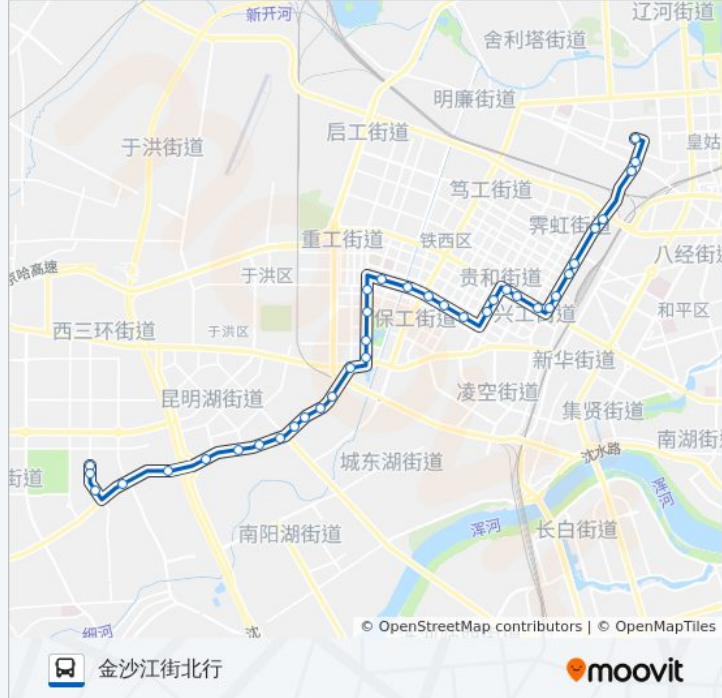 辽河街道
新开河
舍利塔街道
明廉街道
启工街道
皇姑
于洪街道
笃工街道
霁虹街
重工街道
铁西区
八经街
京哈高速
于洪区
贵和街道
和平区
西三环街道
于洪区
保工街道
兴工街道
新华街道
昆明湖街道
凌空街道
集贤街道
南湖街
沈水路
城东湖街道
街道
浑河
南阳湖街道
浑河
长白街道
细河
沈
© OpenStreetMap contributors | © OpenMapTiles
金沙江街北行
moovit